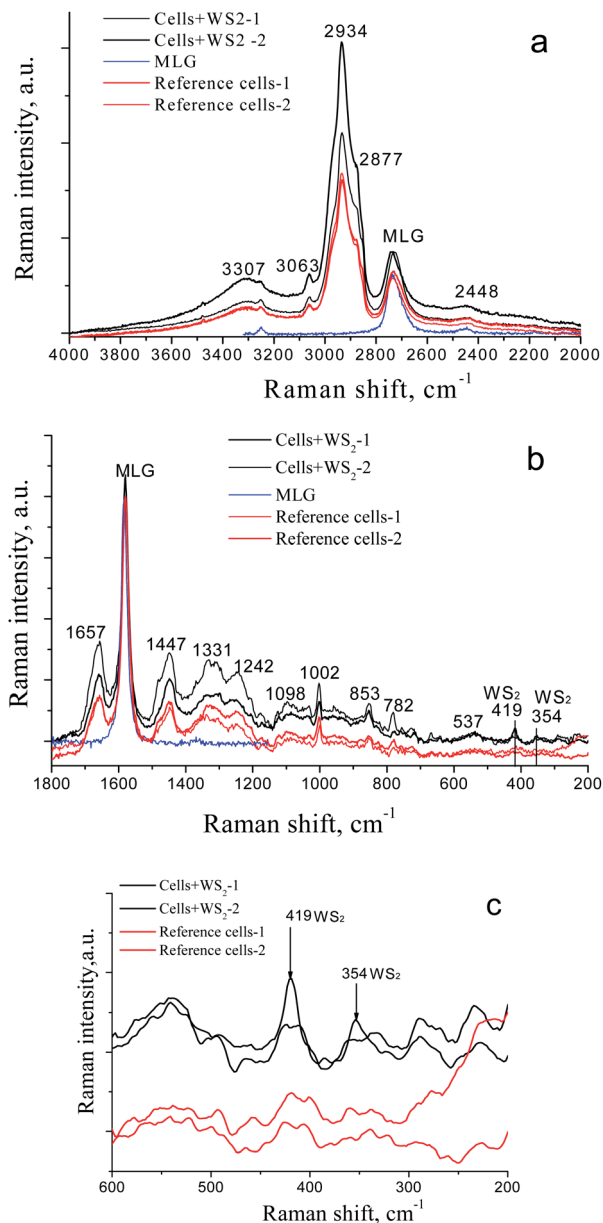 Cells+WS2-1
Cells+WS2 -2
MLG
Reference cells-1
Reference cells-2
a
2934
2877
MLG
3307
3063
2448
Raman intensity, a.u.
4000 3800 3600 3400 3200 3000 2800 2600 2400 2200 2000
Raman shift, cm-1
Cells+WS2-1
Cells+WS2-2
MLG
Reference cells-1
Reference cells-2
b
MLG
1657
1447
1331
1242
1098
1002
853
782
537
WS2
419
WS2
354
Raman intensity, a.u.
1800 1600 1400 1200 1000 800 600 400 200
Raman shift, cm-1
Cells+WS2-1
Cells+WS2-2
Reference cells-1
Reference cells-2
c
419 WS2
354 WS2
Raman intensity,a.u.
600 500 400 300 200
Raman shift, cm-1